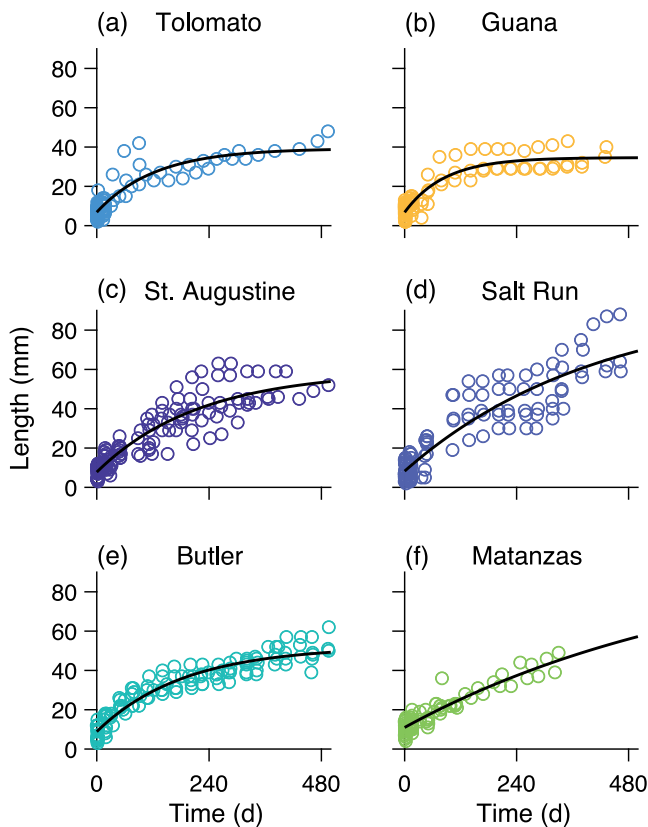 (a) Tolomato
(b) Guana
80
60
40
20
0
(c) St. Augustine
(d) Salt Run
Length (mm)
80
60
40
20
0
(e) Butler
(f) Matanzas
80
60
40
20
0
0 240 480
0 240 480
Time (d)
Time (d)